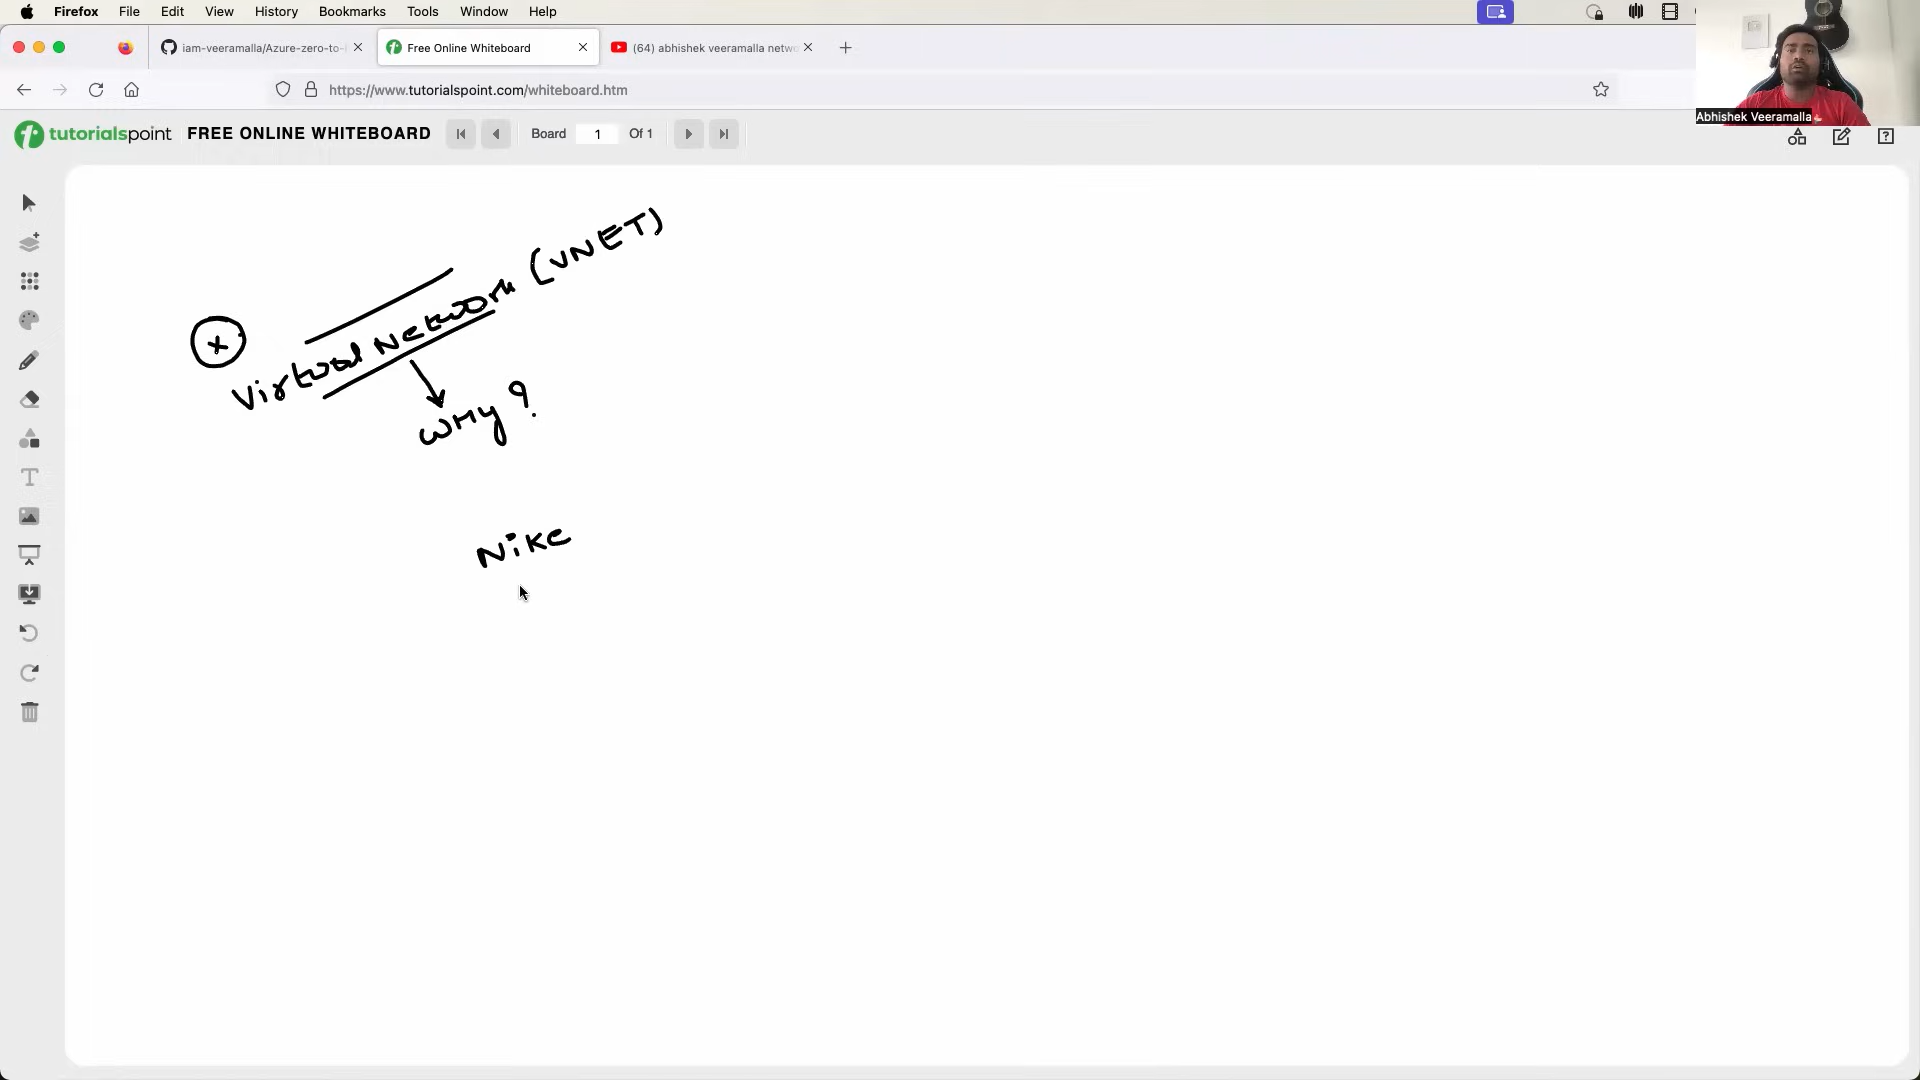 Firefox File Edit View History Bookmarks Tools Window Help
iam-veeramalla/Azure-zero-to-
Free Online Whiteboard
(64) abhishek veeramalla netwo
https://www.tutorialspoint.com/whiteboard.htm
Abhishek Veeramalla
tutorialspoint FREE ONLINE WHITEBOARD Board 1 Of 1
Virtual Network (VNET)
WHy?
Nike